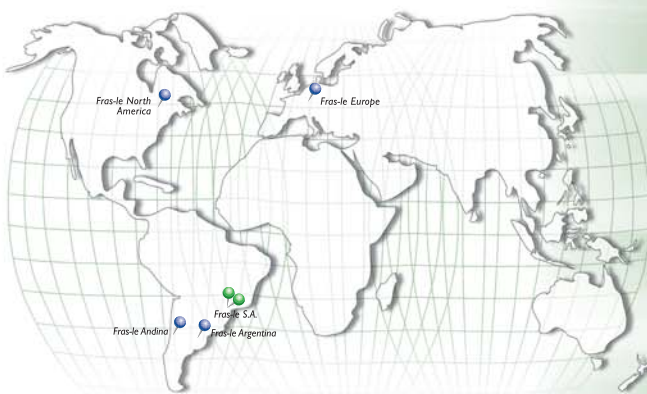 Fras-le North
America
Fras-le Europe
Fras-le S.A.
Fras-le Andina
Fras-le Argentina